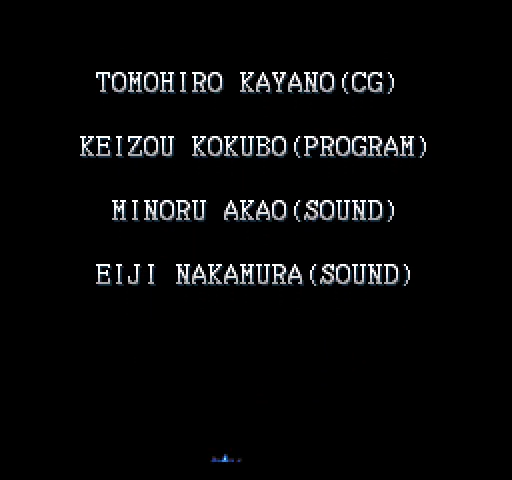 TOMOHIRO KAYANO(CG)
KEIZOU KOKUBO(PROGRAM)
MINORU AKAO(SOUND)
EIJI NAKAMURA(SOUND)